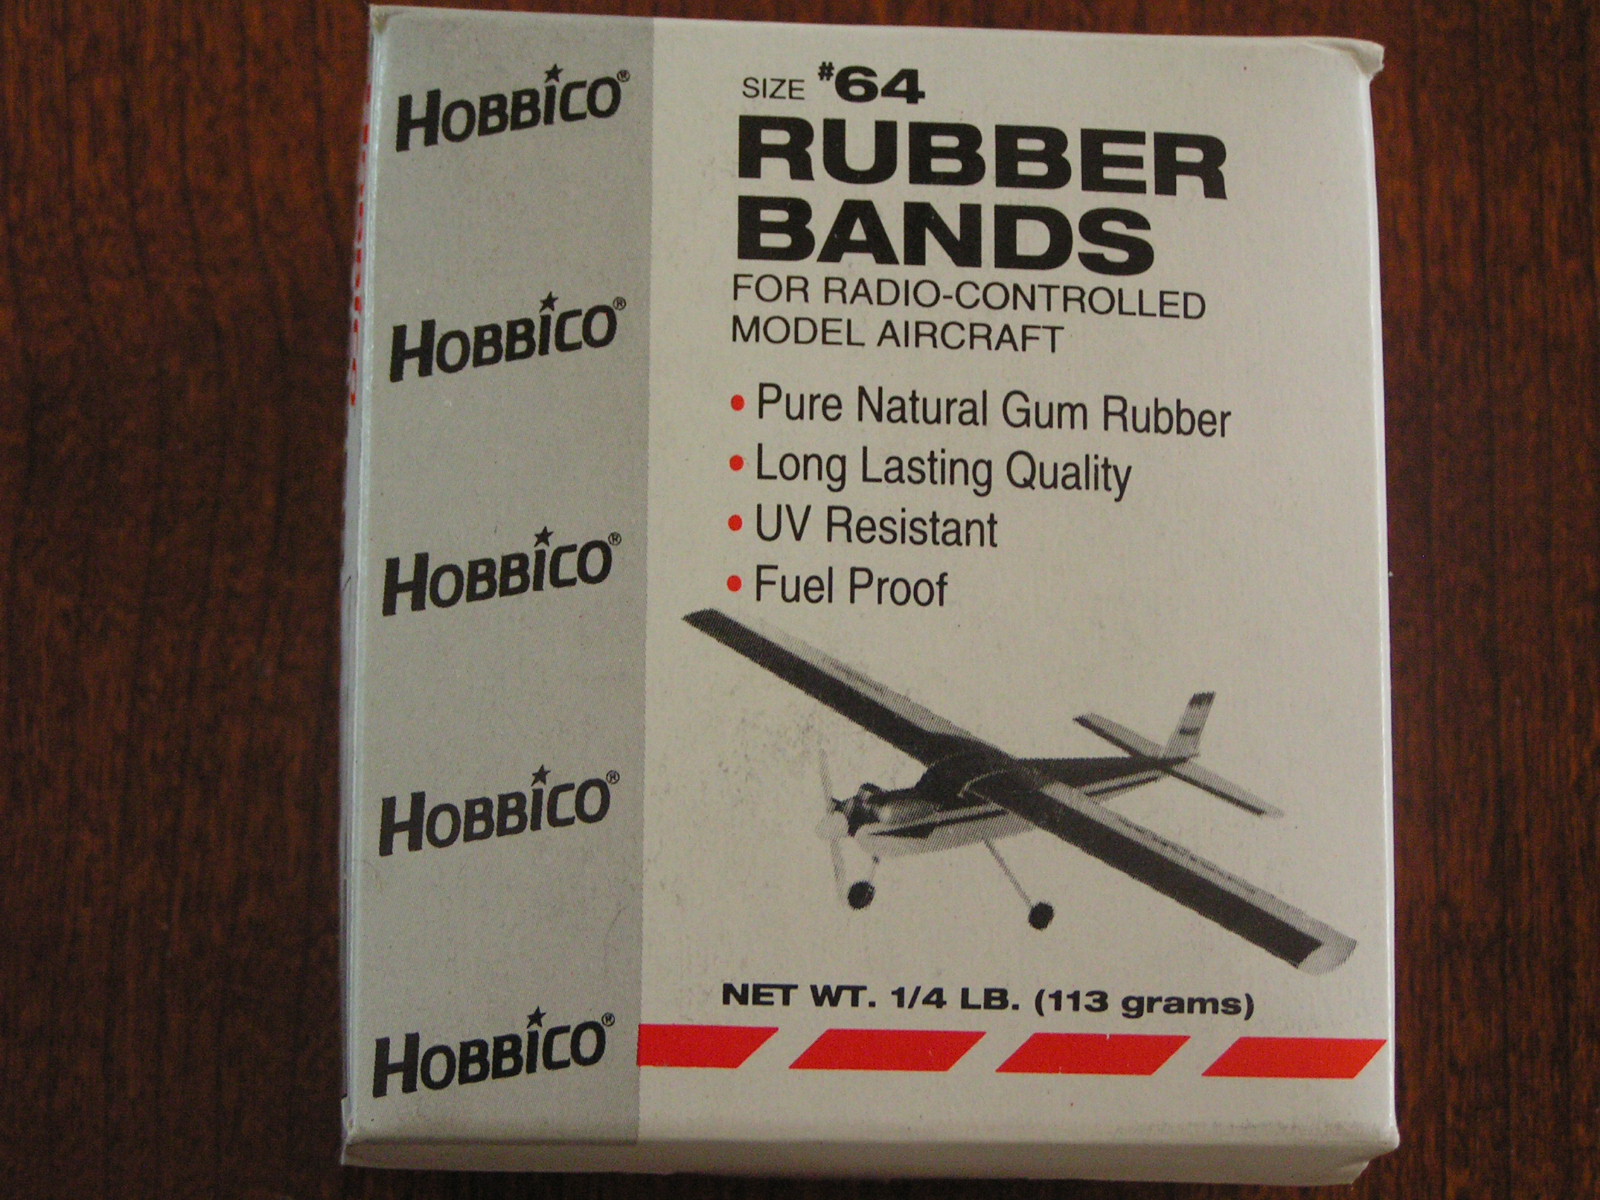 HOBBICO®
HOBBICO®
HOBBICO®
HOBBICO®
HOBBICO®
SIZE #64
RUBBER
BANDS
FOR RADIO-CONTROLLED
MODEL AIRCRAFT
• Pure Natural Gum Rubber
• Long Lasting Quality
• UV Resistant
• Fuel Proof
NET WT. 1/4 LB. (113 grams)